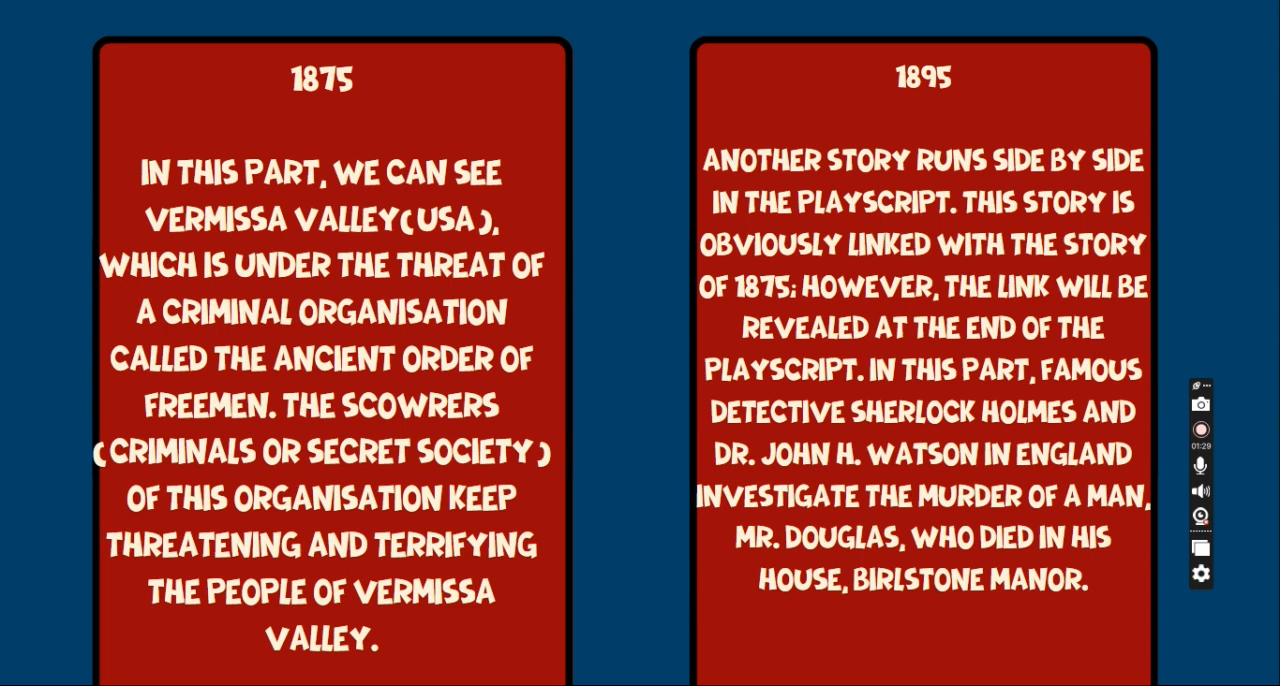 1875
IN THIS PART, WE CAN SEE
VERMISSA VALLEY(USA),
WHICH IS UNDER THE THREAT OF
A CRIMINAL ORGANISATION
CALLED THE ANCIENT ORDER OF
FREEMEN. THE SCOWRERS
(CRIMINALS OR SECRET SOCIETY)
OF THIS ORGANISATION KEEP
THREATENING AND TERRIFYING
THE PEOPLE OF VERMISSA
VALLEY.
1895
ANOTHER STORY RUNS SIDE BY SIDE
IN THE PLAYSCRIPT. THIS STORY IS
OBVIOUSLY LINKED WITH THE STORY
OF 1875; HOWEVER, THE LINK WILL BE
REVEALED AT THE END OF THE
PLAYSCRIPT. IN THIS PART, FAMOUS
DETECTIVE SHERLOCK HOLMES AND
DR. JOHN H. WATSON IN ENGLAND
INVESTIGATE THE MURDER OF A MAN,
MR. DOUGLAS, WHO DIED IN HIS
HOUSE, BIRLSTONE MANOR.
01:29